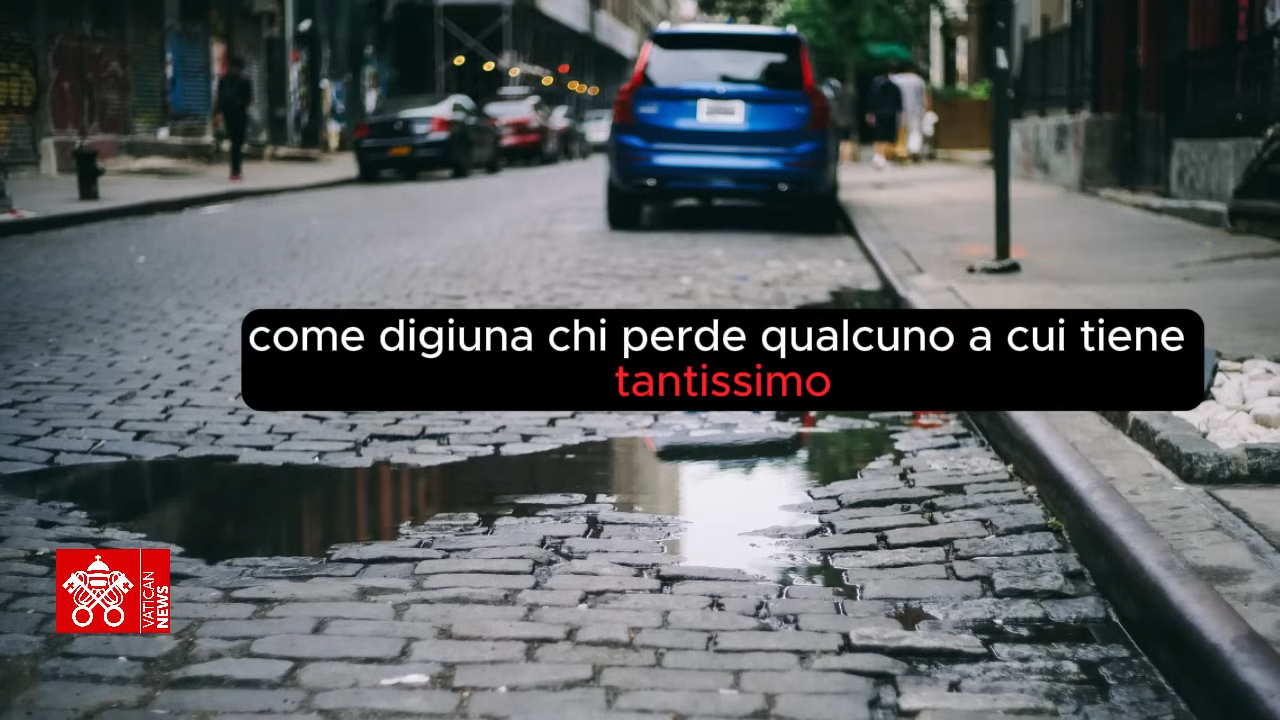 come digiuna chi perde qualcuno a cui tiene
tantissimo
VATICAN
NEWS